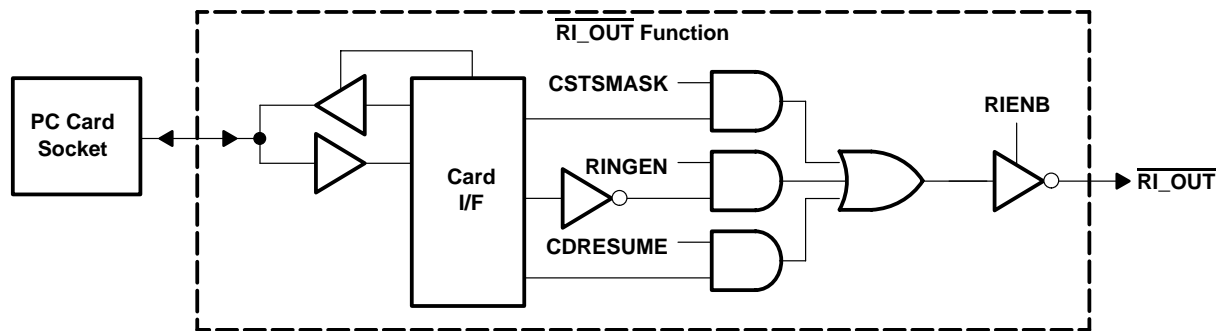 RI_OUT Function
CSTSMASK
PC Card
Socket
RIENB
Card
I/F
RINGEN
RI_OUT
CDRESUME